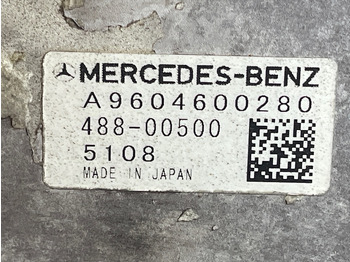 MERCEDES-BENZ
A9604600280
488-00500
5108
MADE IN JAPAN